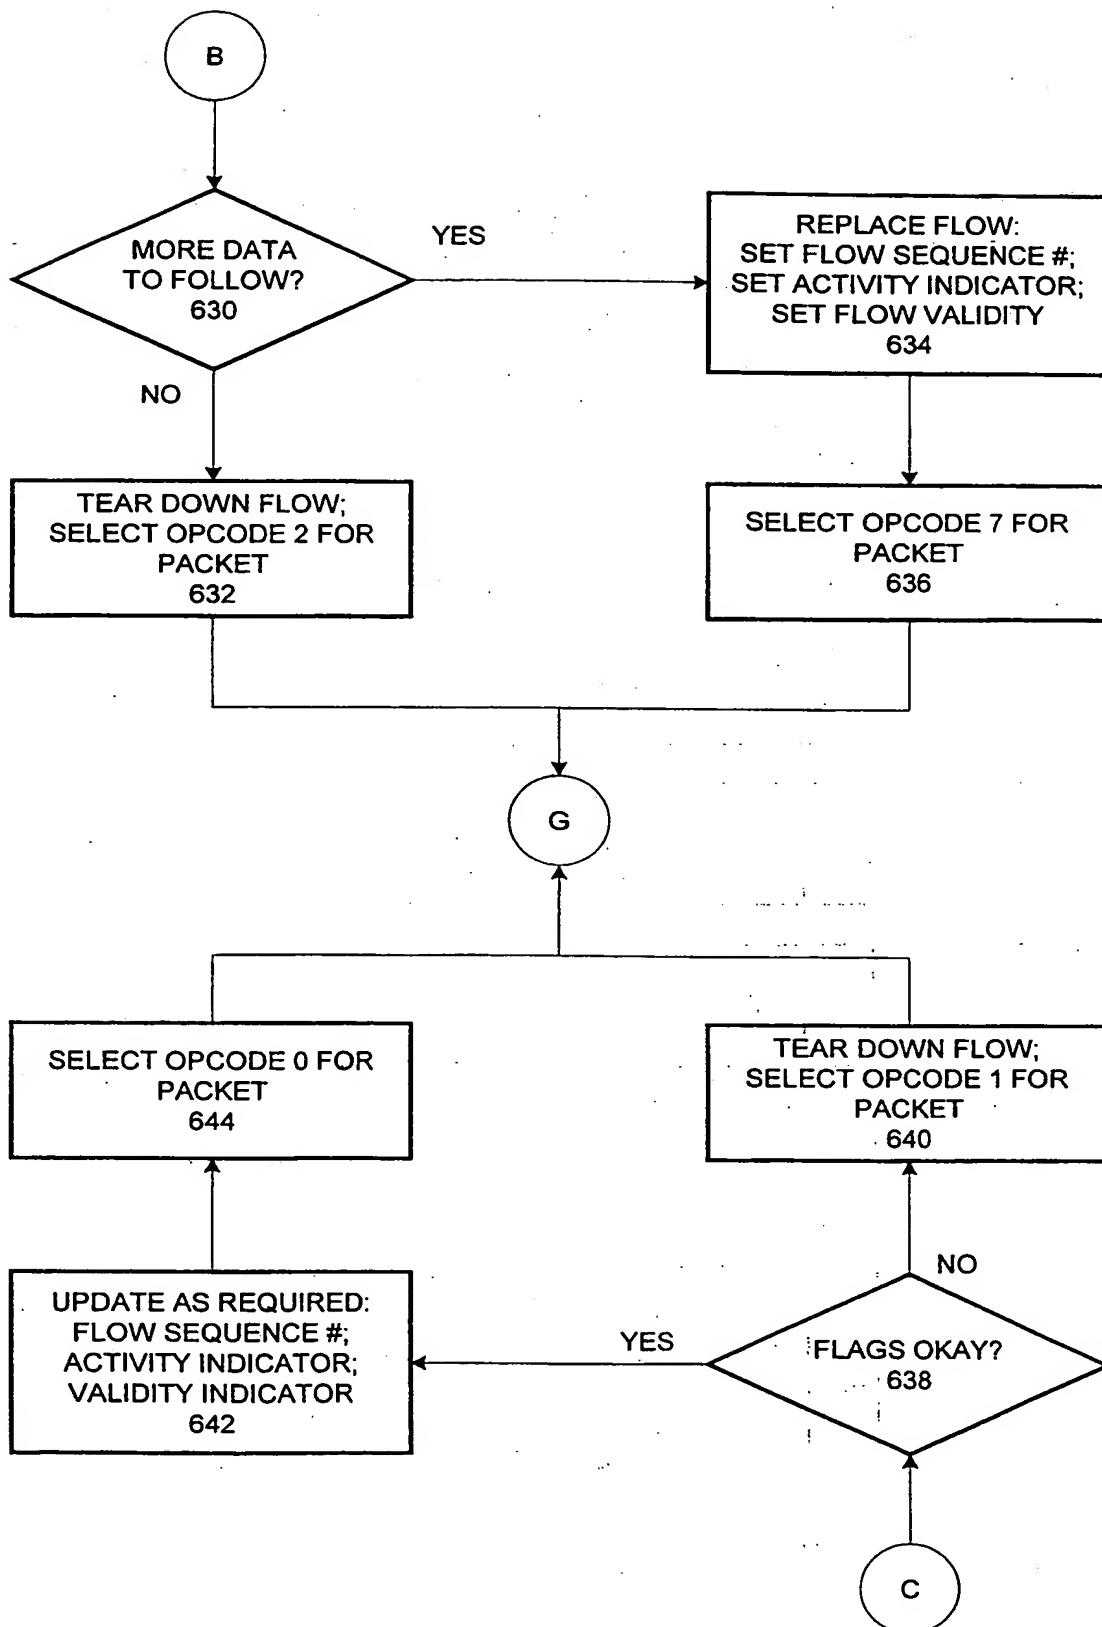 B
MORE DATA
TO FOLLOW?
630
YES
NO
REPLACE FLOW:
SET FLOW SEQUENCE #;
SET ACTIVITY INDICATOR;
SET FLOW VALIDITY
634
TEAR DOWN FLOW;
SELECT OPCODE 2 FOR
PACKET
632
SELECT OPCODE 7 FOR
PACKET
636
G
SELECT OPCODE 0 FOR
PACKET
644
TEAR DOWN FLOW;
SELECT OPCODE 1 FOR
PACKET
640
NO
UPDATE AS REQUIRED:
FLOW SEQUENCE #;
ACTIVITY INDICATOR;
VALIDITY INDICATOR
642
YES
FLAGS OKAY?
638
C